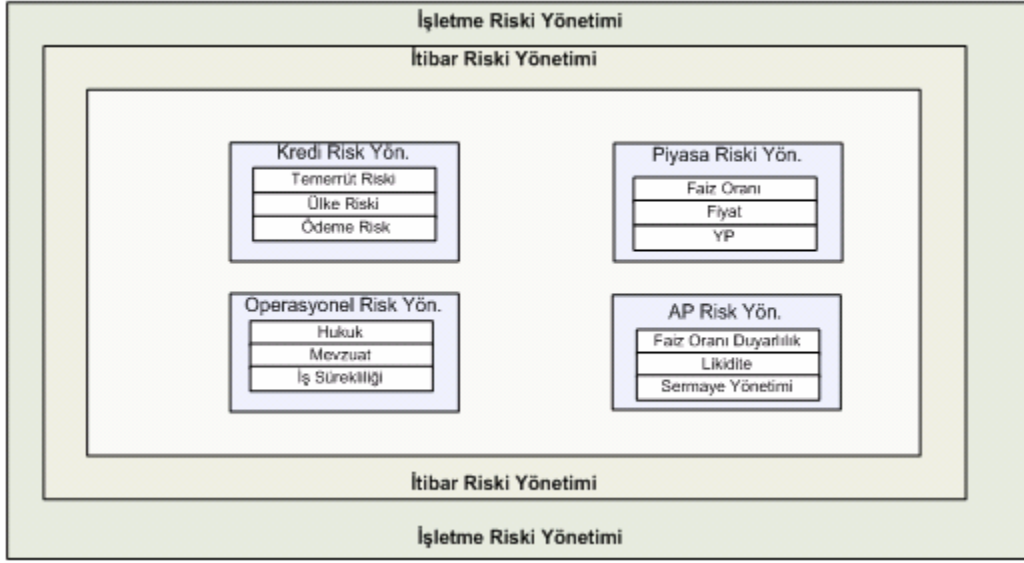 İşletme Riski Yönetimi
İtibar Riski Yönetimi
Kredi Risk Yön.
Temerrüt Riski
Ülke Riski
Ödeme Risk
Piyasa Riski Yön.
Faiz Oranı
Fiyat
YP
Operasyonel Risk Yön.
Hukuk
Mevzuat
İş Sürekliliği
AP Risk Yön.
Faiz Oranı Duyarlılık
Likidite
Sermaye Yönetimi
İtibar Riski Yönetimi
İşletme Riski Yönetimi